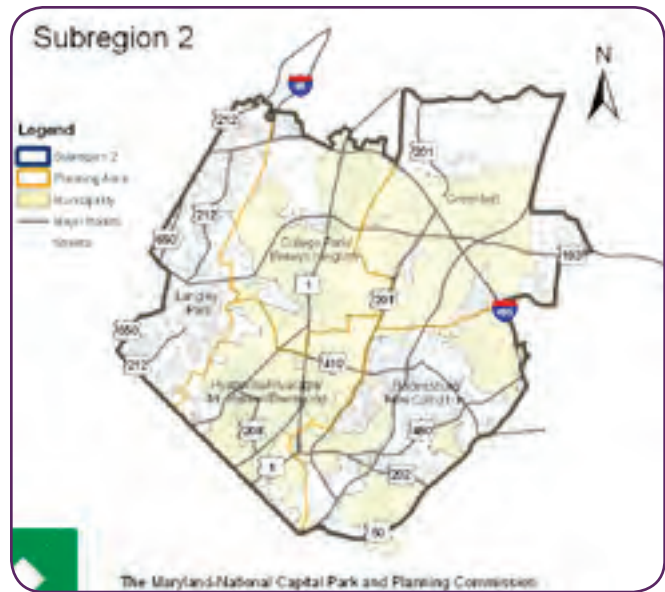 Subregion 2
N
95
212
Legend
Subregion 2
Planning Area
Municipality
Major Roads
Streets
201
212
Greenbelt
650
College Park/
Berwyn Heights
193
1
201
Langley
Park
495
650
212
410
208
450
1
202
50
The Maryland-National Capital Park and Planning Commission